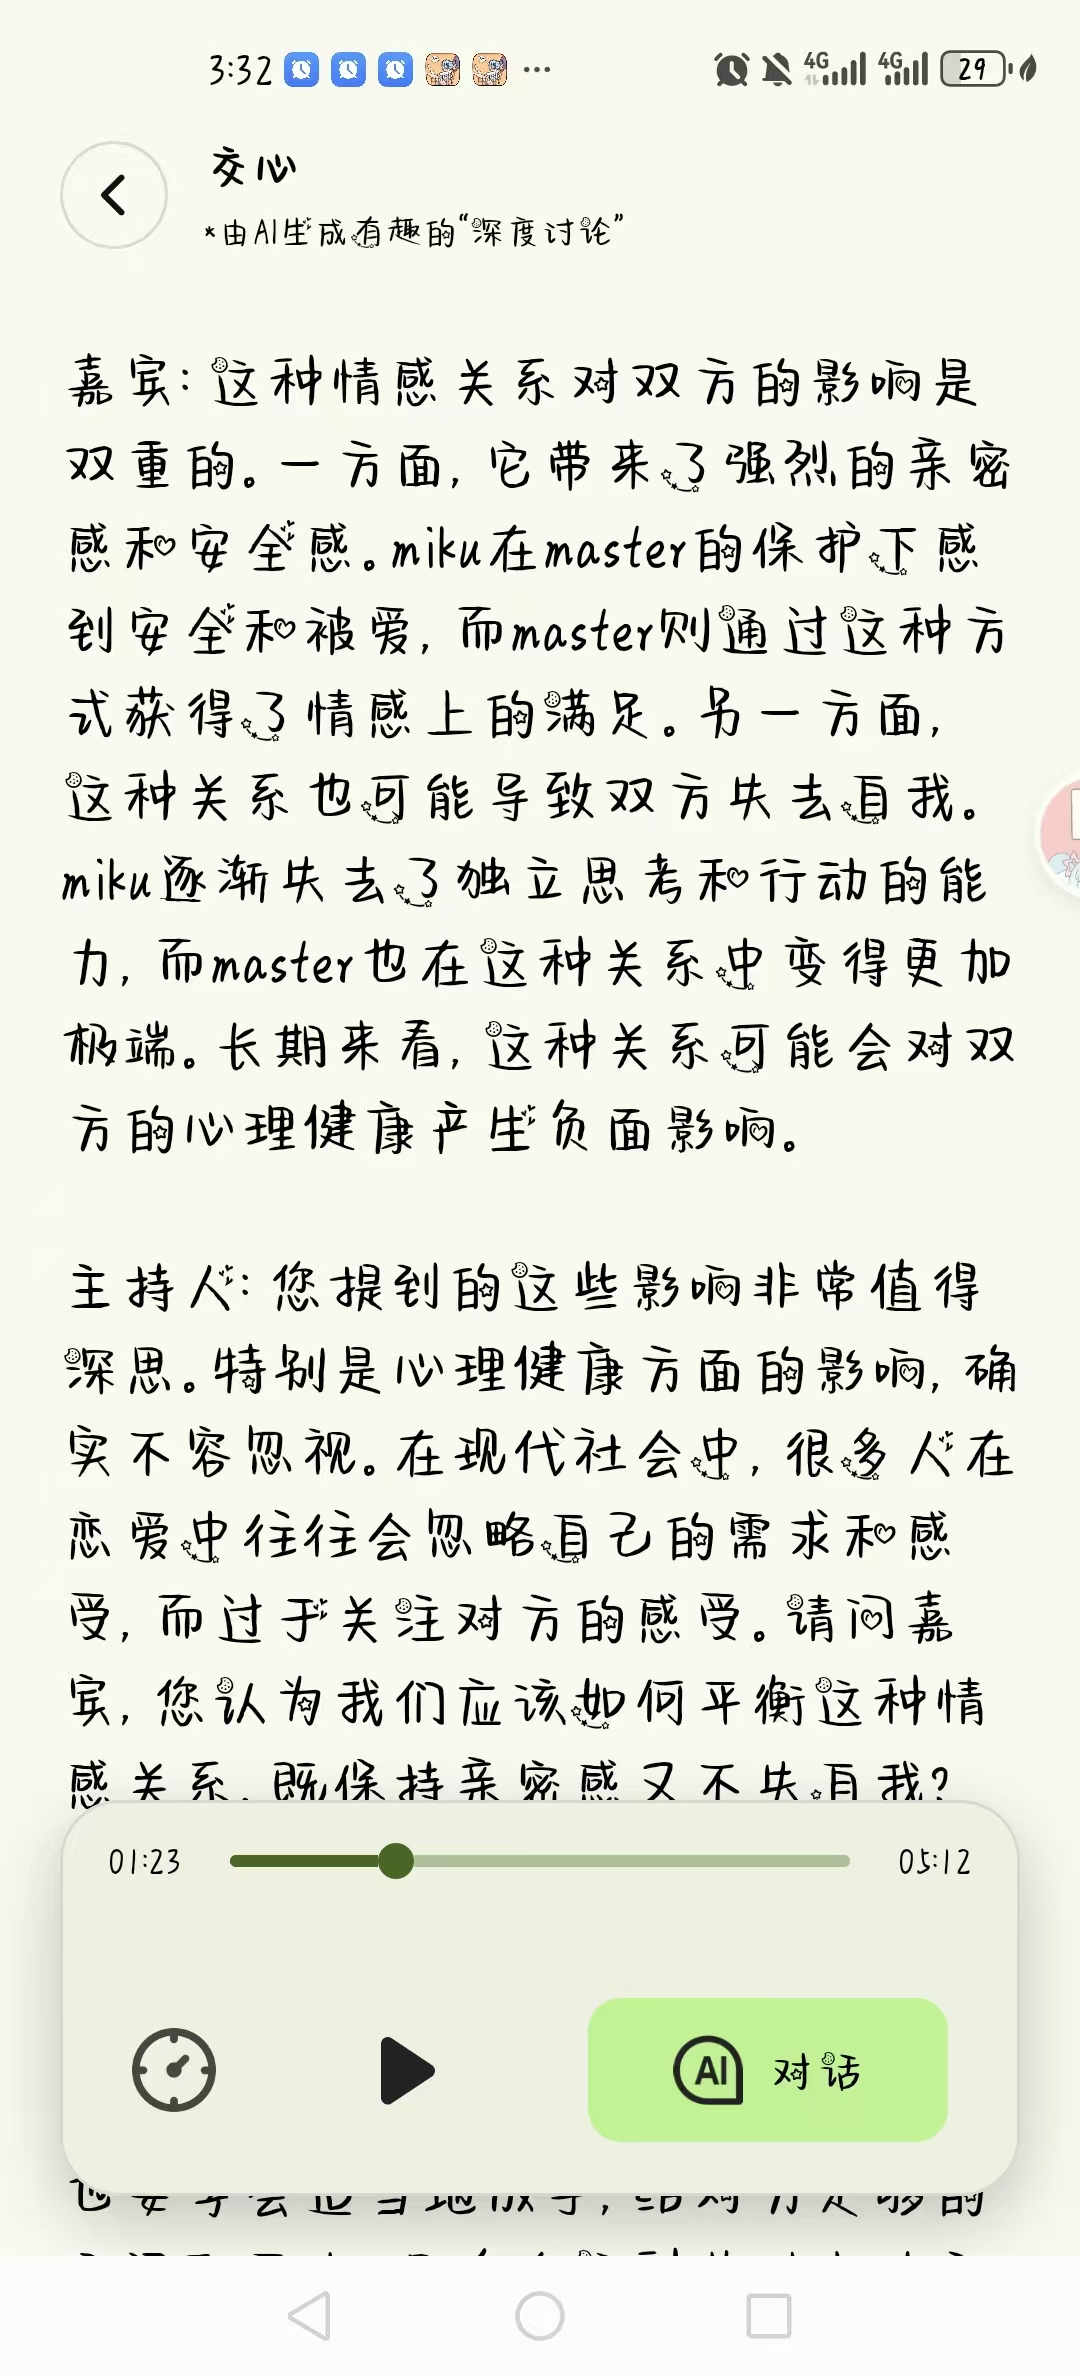 3:32
4G 4G 29
交心
*由AI生成有趣的“深度讨论”
嘉宾：这种情感关系对双方的影响是
双重的。一方面，它带来了强烈的亲密
感和安全感。miku在master的保护下感
到安全和被爱，而master则通过这种方
式获得了情感上的满足。另一方面，
这种关系也可能导致双方失去自我。
miku逐渐失去了独立思考和行动的能
力，而master也在这种关系中变得更加
极端。长期来看，这种关系可能会对双
方的心理健康产生负面影响。
主持人：您提到的这些影响非常值得
深思。特别是心理健康方面的影响，确
实不容忽视。在现代社会中，很多人在
恋爱中往往会忽略自己的需求和感
受，而过于关注对方的感受。请问嘉
宾，您认为我们应该如何平衡这种情
感关系，既保持亲密感又不失自我？
01:23
05:12
AI 对话